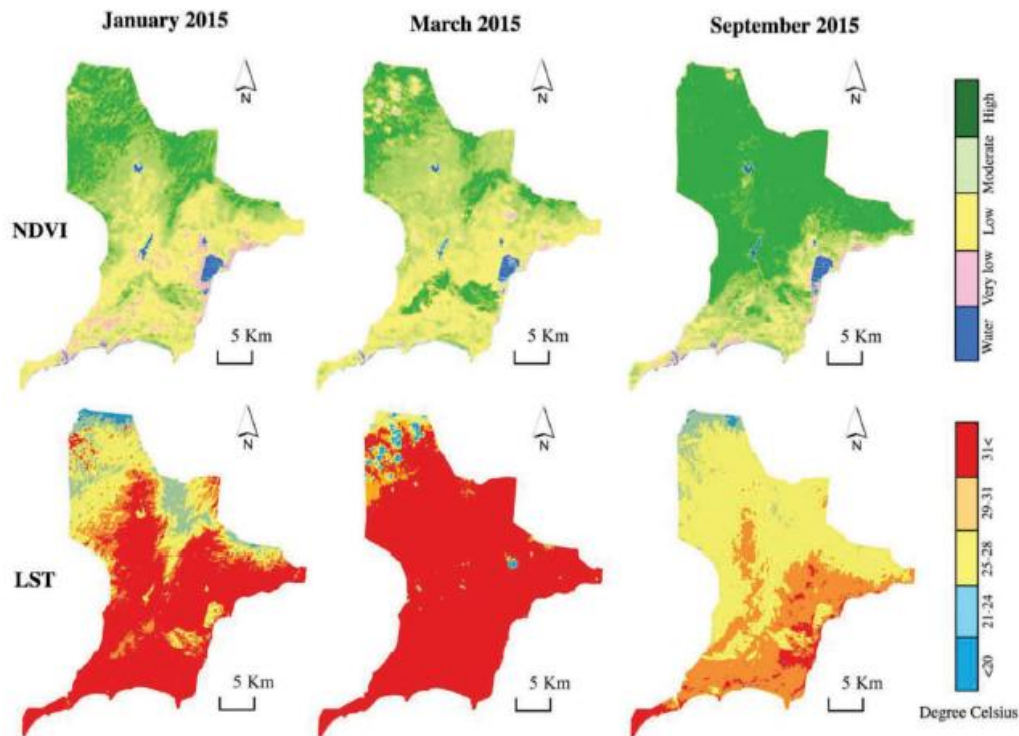 January 2015
March 2015
September 2015
N
N
N
NDVI
5 Km
5 Km
5 Km
High
Moderate
Low
Very low
Water
N
N
N
LST
5 Km
5 Km
5 Km
31<
29-31
25-28
21-24
<20
Degree Celsius